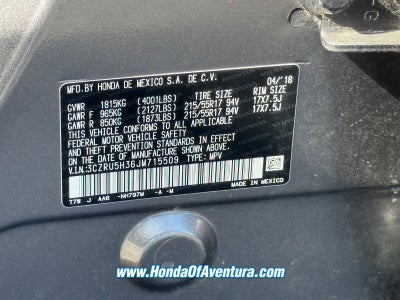 MFD.BY HONDA DE MEXICO S.A. DE C.V. 04/'18
GVWR 1815KG (4001LBS) TIRE SIZE RIM SIZE
GAWR F 965KG (2127LBS) 215/55R17 94V 17X7.5J
GAWR R 850KG (1873LBS) 215/55R17 94V 17X7.5J
THIS VEHICLE CONFORMS TO ALL APPLICABLE
FEDERAL MOTOR VEHICLE SAFETY
AND THEFT PREVENTION STANDARDS IN EFFECT
ON THE DATE OF MANUFACTURE SHOWN ABOVE.
V.I.N.:3CZRU5H36JM715509 TYPE: MPV
T7W J AA6 -NH797M -A -M
MADE IN MEXICO
www.HondaOfAventura.com